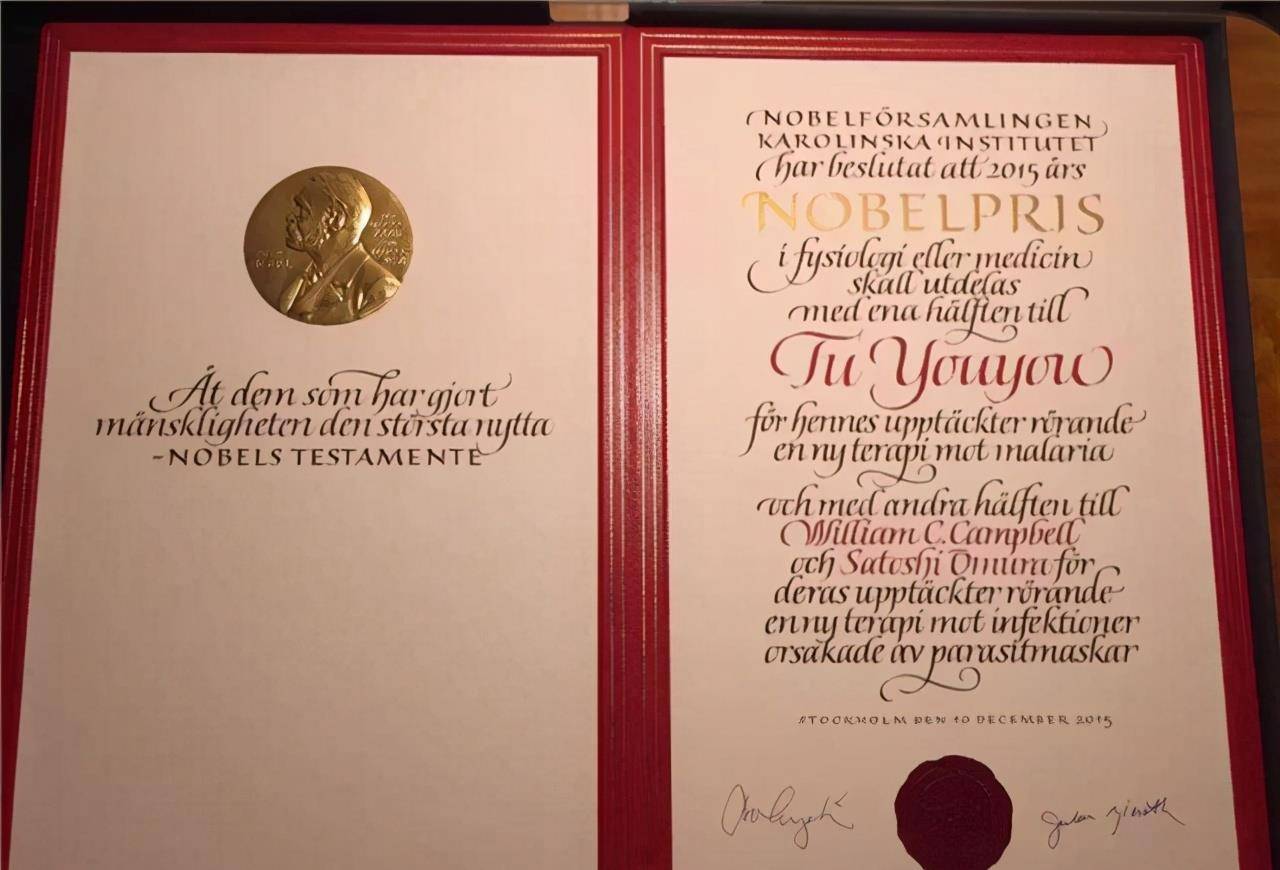 Åt dem som har gjort
mänskligheten den största nytta
-NOBELS TESTAMENTE
NOBELFÖRSAMLINGEN
KAROLINSKA INSTITUTET
har beslutat att 2015 års
NOBELPRIS
i fysiologi eller medicin
skall utdelas
med ena hälften till
Tu Youyou
för hennes upptäckter rörande
en ny terapi mot malaria
och med andra hälften till
William C. Campbell
och Satoshi Ōmura för
deras upptäckter rörande
en ny terapi mot infektioner
orsakade av parasitmaskar
STOCKHOLM DEN 10 DECEMBER 2015